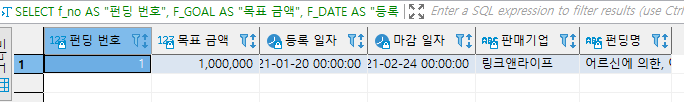 SELECT f_no AS "펀딩 번호", F_GOAL AS "목표 금액", F_DATE AS "등록 Enter a SQL expression to filter results (use Ctrl
123 펀딩 번호 123 목표 금액 등록 일자 마감 일자 ABC 판매기업 ABC 펀딩명
1 1 1,000,000 21-01-20 00:00:00 21-02-24 00:00:00 링크앤라이프 어르신에 의한,